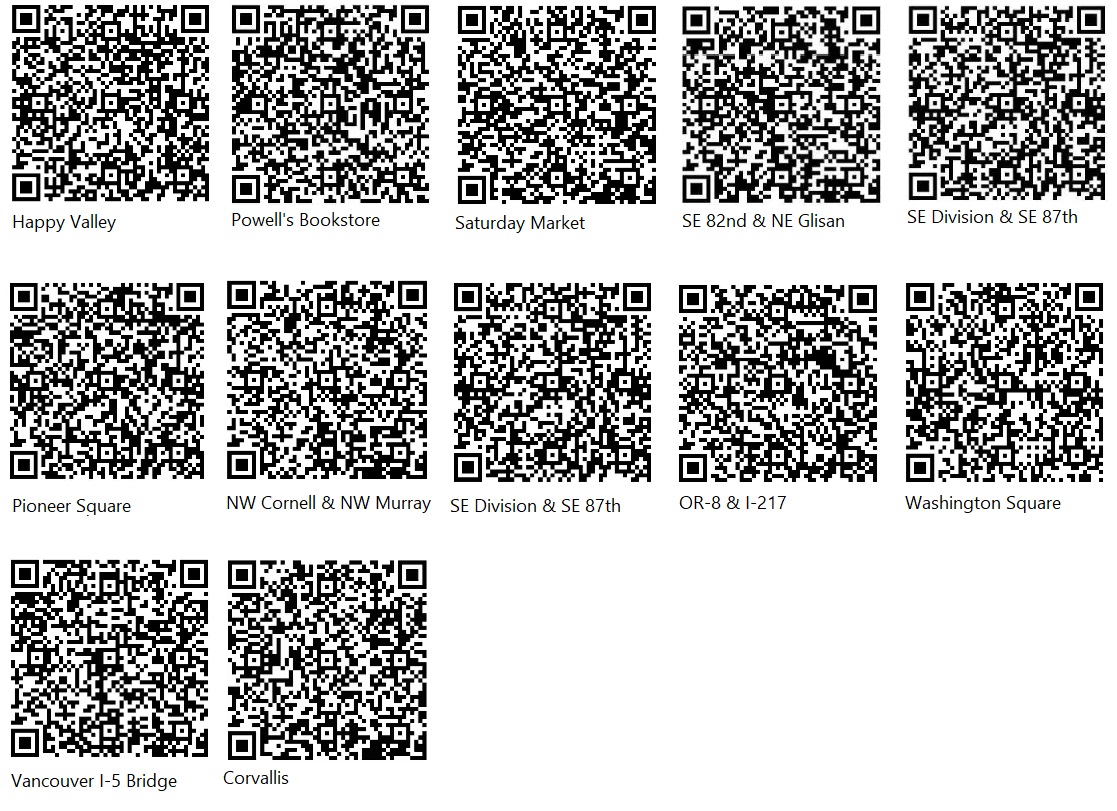 Happy Valley
Powell's Bookstore
Saturday Market
SE 82nd & NE Glisan
SE Division & SE 87th
Pioneer Square
NW Cornell & NW Murray
SE Division & SE 87th
OR-8 & I-217
Washington Square
Vancouver I-5 Bridge
Corvallis